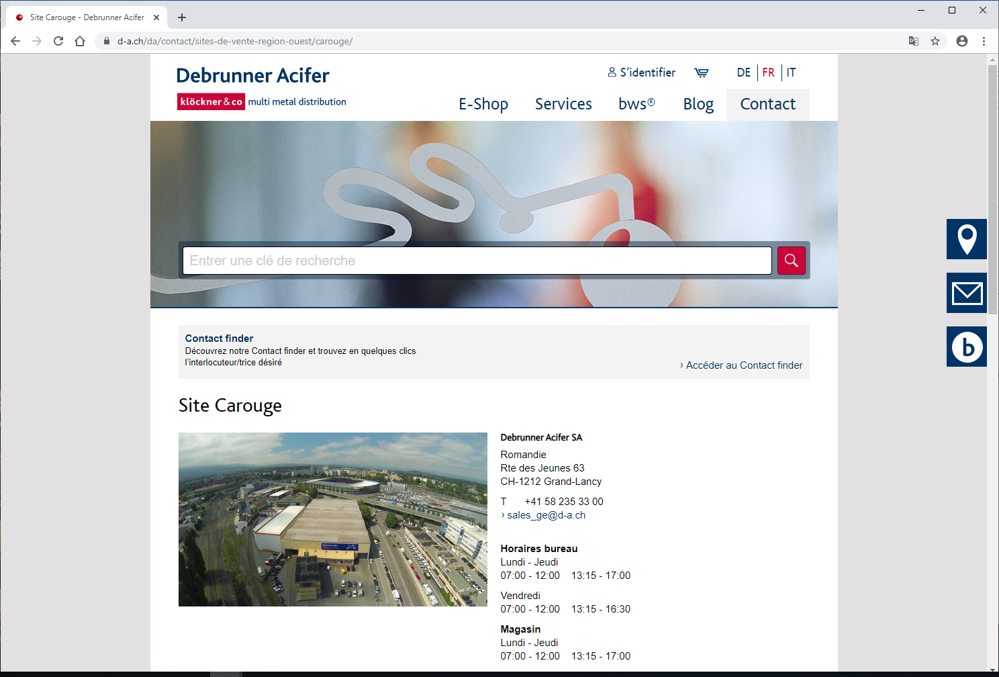 Site Carouge - Debrunner Acifer
d-a.ch/da/contact/sites-de-vente-region-ouest/carouge/
Debrunner Acifer
klöckner & co multi metal distribution
S'identifier
DE | FR | IT
E-Shop Services bws® Blog Contact
Entrer une clé de recherche
Contact finder
Découvrez notre Contact finder et trouvez en quelques clics
l'interlocuteur/trice désiré
› Accéder au Contact finder
b
Site Carouge
Debrunner Acifer SA
Romandie
Rte des Jeunes 63
CH-1212 Grand-Lancy
T +41 58 235 33 00
› sales_ge@d-a.ch
Horaires bureau
Lundi - Jeudi
07:00 - 12:00 13:15 - 17:00
Vendredi
07:00 - 12:00 13:15 - 16:30
Magasin
Lundi - Jeudi
07:00 - 12:00 13:15 - 17:00